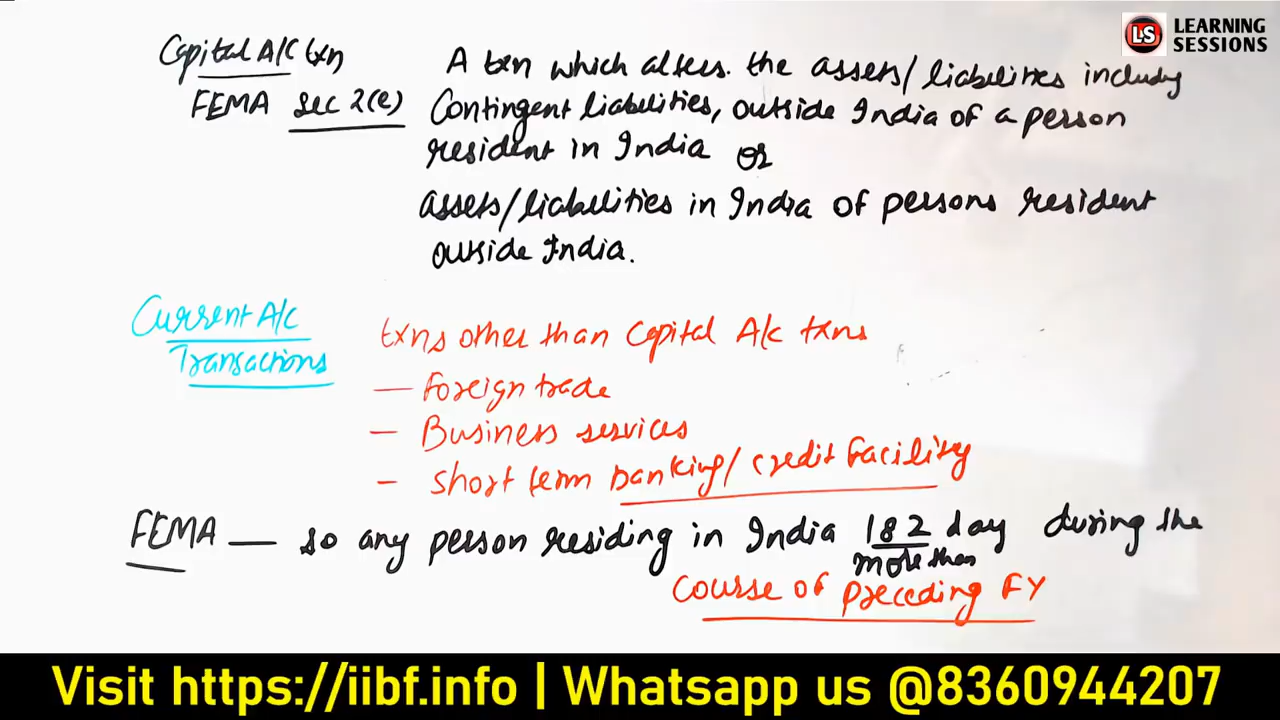 LS LEARNING
SESSIONS
Capital A/C txn
FEMA Sec 2(e)
A txn which alters. the assets/liabilities including
Contingent liabilities, outside India of a person
resident in India or
assets/liabilities in India of persons resident
outside India.
Current A/C
Transactions
txns other than Capital A/c txns
— Foreign trade
— Business services
- Short term banking/credit facility
FEMA — so any person residing in India 182 day during the
more than
Course of preceding FY
Visit https://iibf.info | Whatsapp us @8360944207